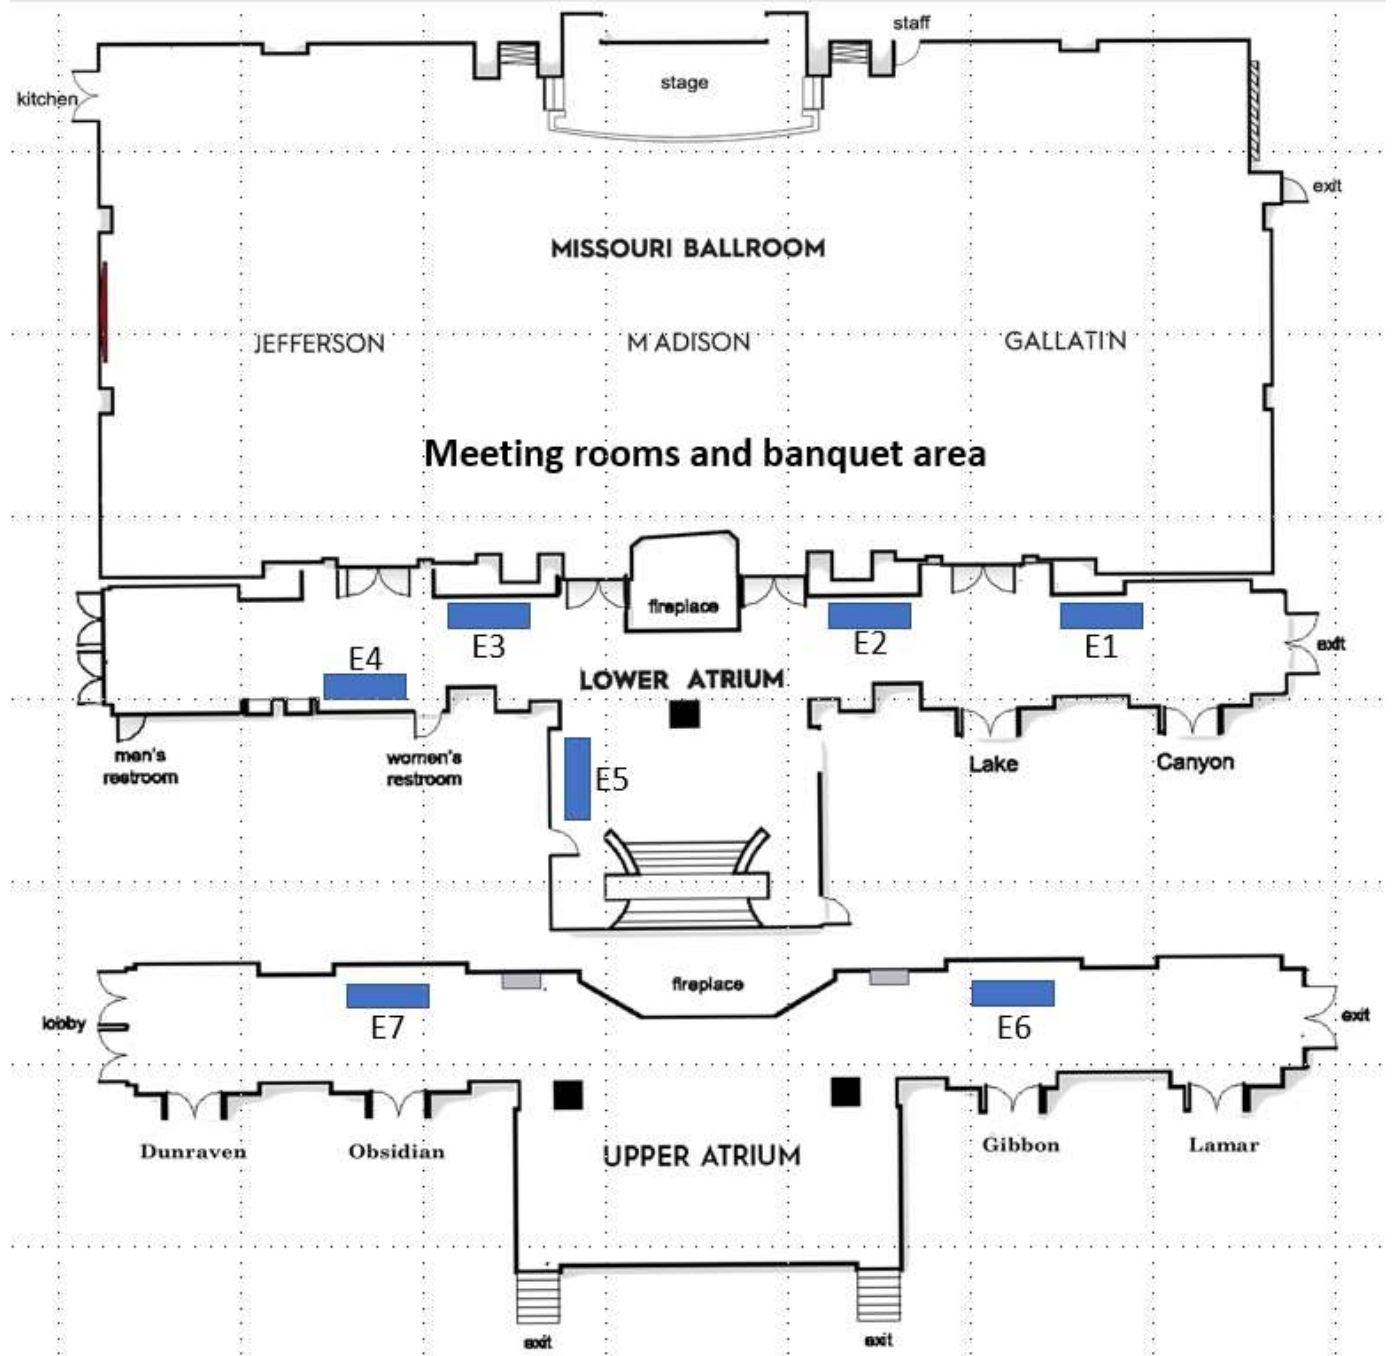 staff
stage
kitchen
exit
MISSOURI BALLROOM
JEFFERSON
MADISON
GALLATIN
Meeting rooms and banquet area
fireplace
E3
E2
E1
exit
E4
LOWER ATRIUM
men's
restroom
women's
restroom
Lake
Canyon
E5
fireplace
lobby
E7
E6
exit
Dunraven
Obsidian
UPPER ATRIUM
Gibbon
Lamar
exit
exit